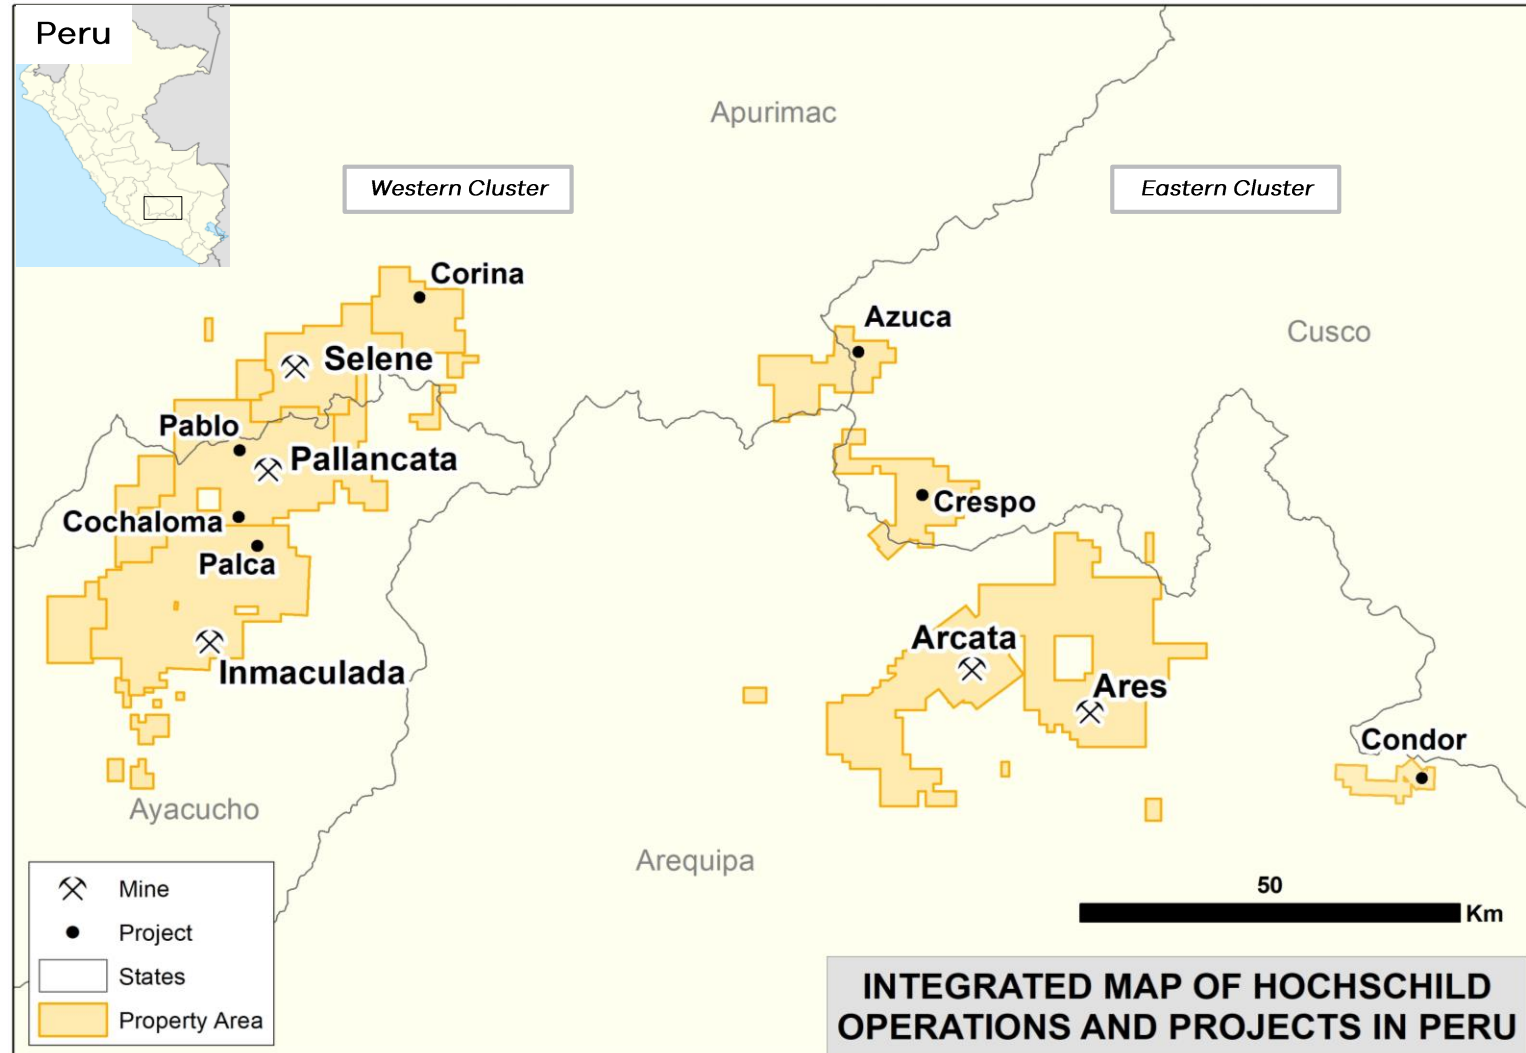 Peru
Apurimac
Western Cluster
Eastern Cluster
Corina
Azuca
Cusco
Selene
Pablo
Pallancata
Crespo
Cochaloma
Palca
Arcata
Inmaculada
Ares
Condor
Ayacucho
Arequipa
Mine
Project
States
Property Area
50
Km
INTEGRATED MAP OF HOCHSCHILD
OPERATIONS AND PROJECTS IN PERU